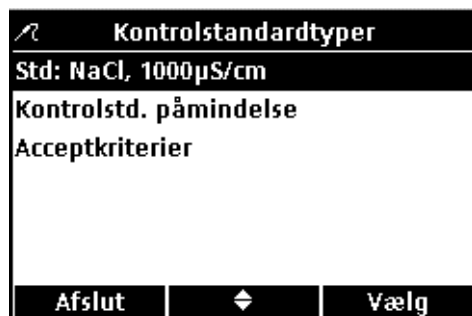 Kontrolstandardtyper
Std: NaCl, 1000µS/cm
Kontrolstd. påmindelse
Acceptkriterier
Afslut Vælg